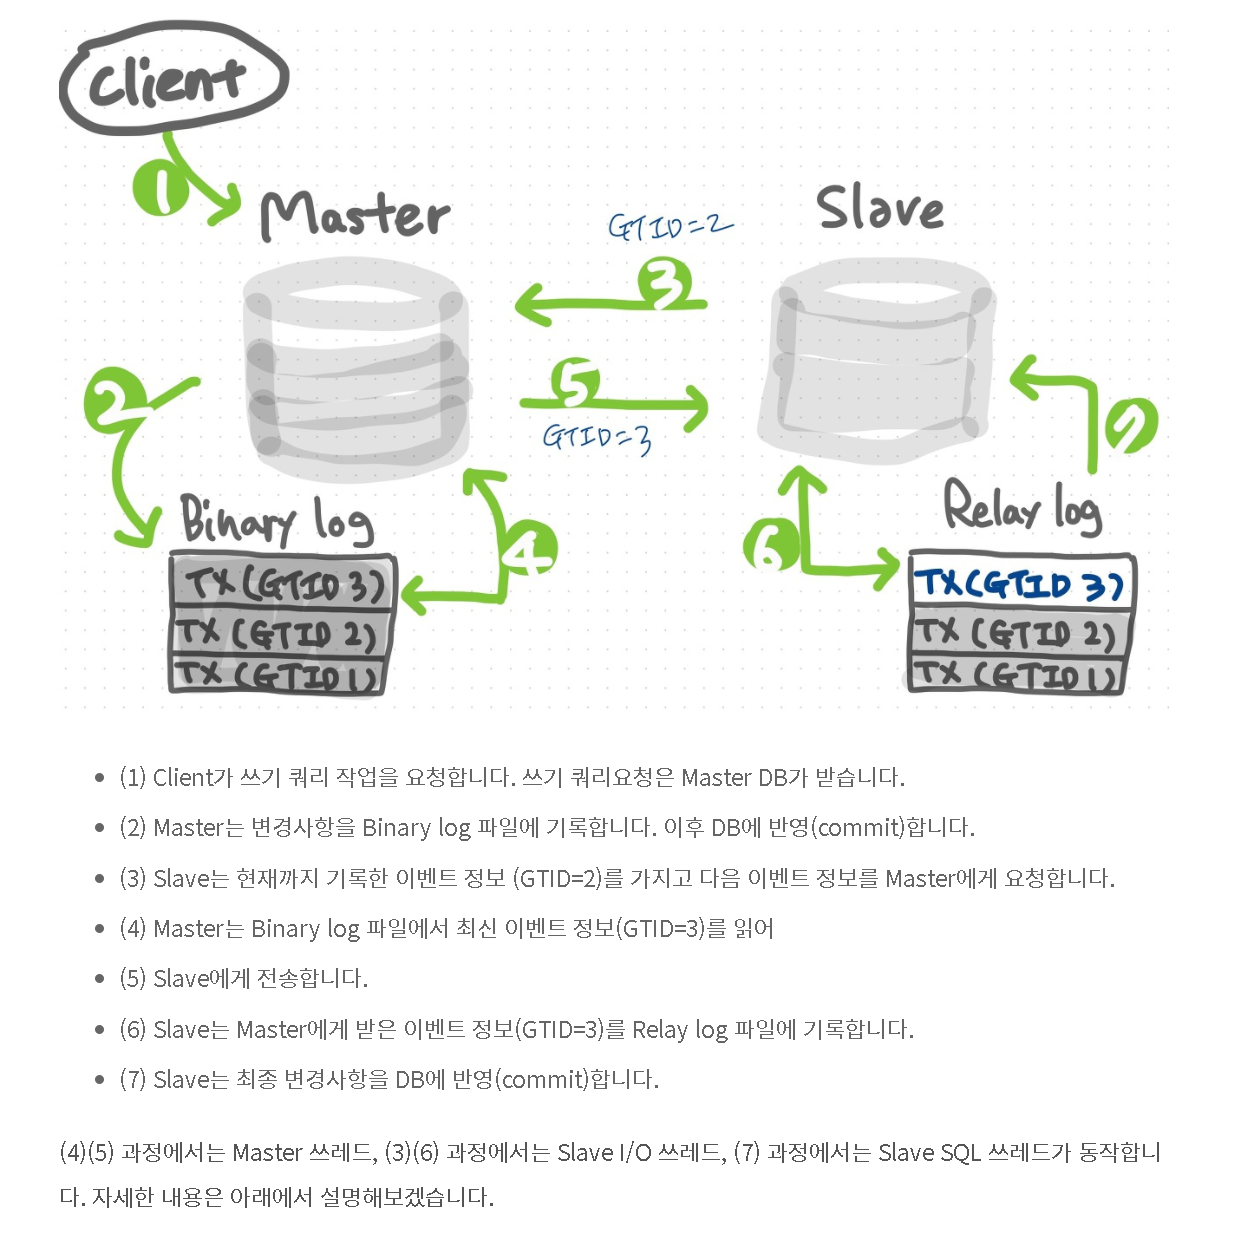 Client
1
Master
Slave
GTID=2
3
5
GTID=3
2
7
Binary log
4
6
Relay log
TX (GTID 3)
TX (GTID 2)
TX (GTID 1)
TX(GTID 3)
TX (GTID 2)
TX (GTID 1)
(1) Client가 쓰기 쿼리 작업을 요청합니다. 쓰기 쿼리요청은 Master DB가 받습니다.
(2) Master는 변경사항을 Binary log 파일에 기록합니다. 이후 DB에 반영(commit)합니다.
(3) Slave는 현재까지 기록한 이벤트 정보 (GTID=2)를 가지고 다음 이벤트 정보를 Master에게 요청합니다.
(4) Master는 Binary log 파일에서 최신 이벤트 정보(GTID=3)를 읽어
(5) Slave에게 전송합니다.
(6) Slave는 Master에게 받은 이벤트 정보(GTID=3)를 Relay log 파일에 기록합니다.
(7) Slave는 최종 변경사항을 DB에 반영(commit)합니다.
(4)(5) 과정에서는 Master 쓰레드, (3)(6) 과정에서는 Slave I/O 쓰레드, (7) 과정에서는 Slave SQL 쓰레드가 동작합니
다. 자세한 내용은 아래에서 설명해보겠습니다.